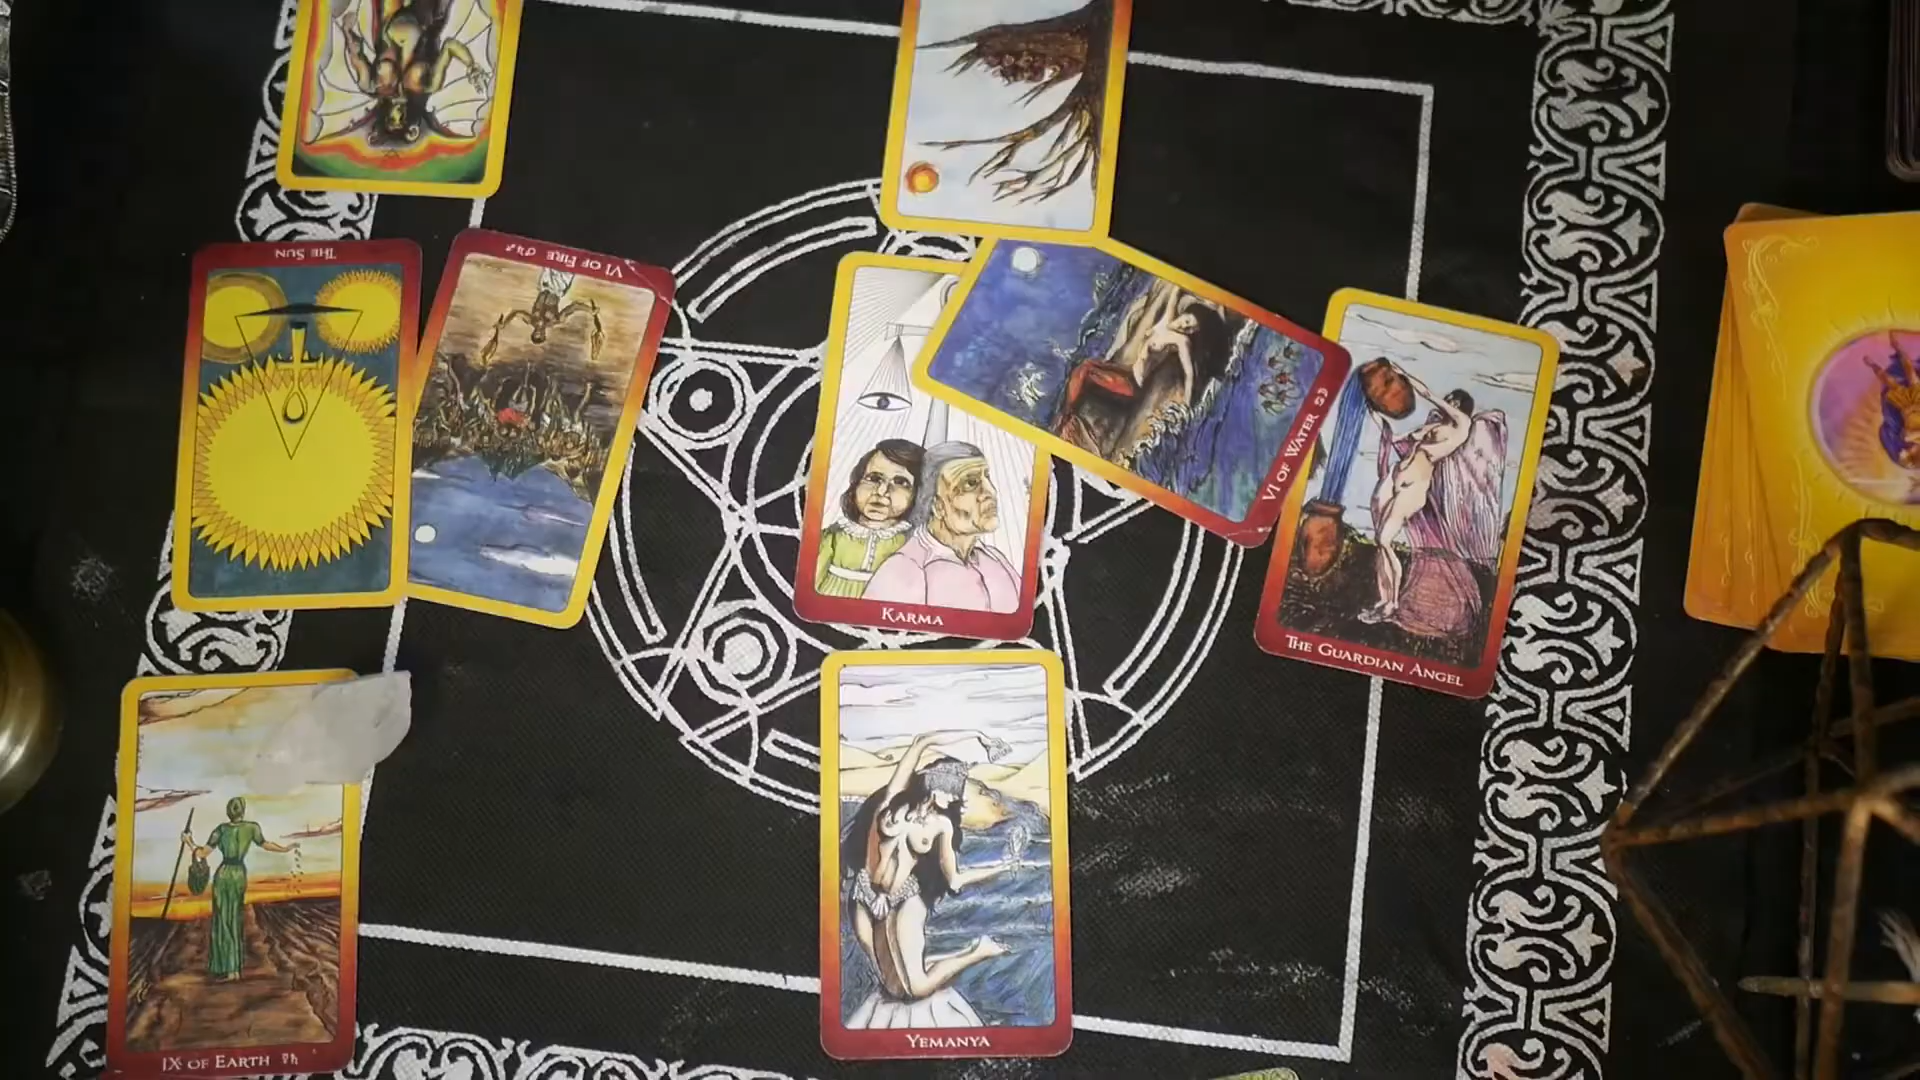 THE SUN
VI OF FIRE
VI OF WATER
KARMA
THE GUARDIAN ANGEL
YEMANYA
IX OF EARTH